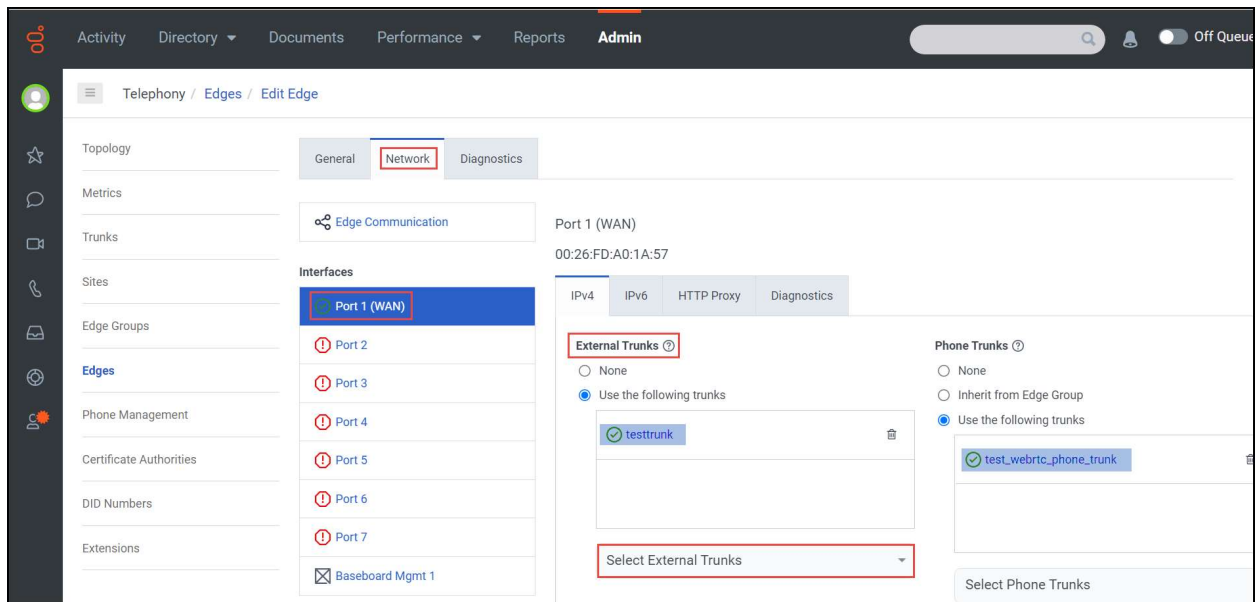 Activity Directory Documents Performance Reports Admin Off Queue
Telephony / Edges / Edit Edge
Topology
Metrics
Trunks
Sites
Edge Groups
Edges
Phone Management
Certificate Authorities
DID Numbers
Extensions
General Network Diagnostics
Edge Communication
Interfaces
Port 1 (WAN)
Port 2
Port 3
Port 4
Port 5
Port 6
Port 7
Baseboard Mgmt 1
Port 1 (WAN)
00:26:FD:A0:1A:57
IPv4 IPv6 HTTP Proxy Diagnostics
External Trunks
None
Use the following trunks
testtrunk
Select External Trunks
Phone Trunks
None
Inherit from Edge Group
Use the following trunks
test_webrtc_phone_trunk
Select Phone Trunks